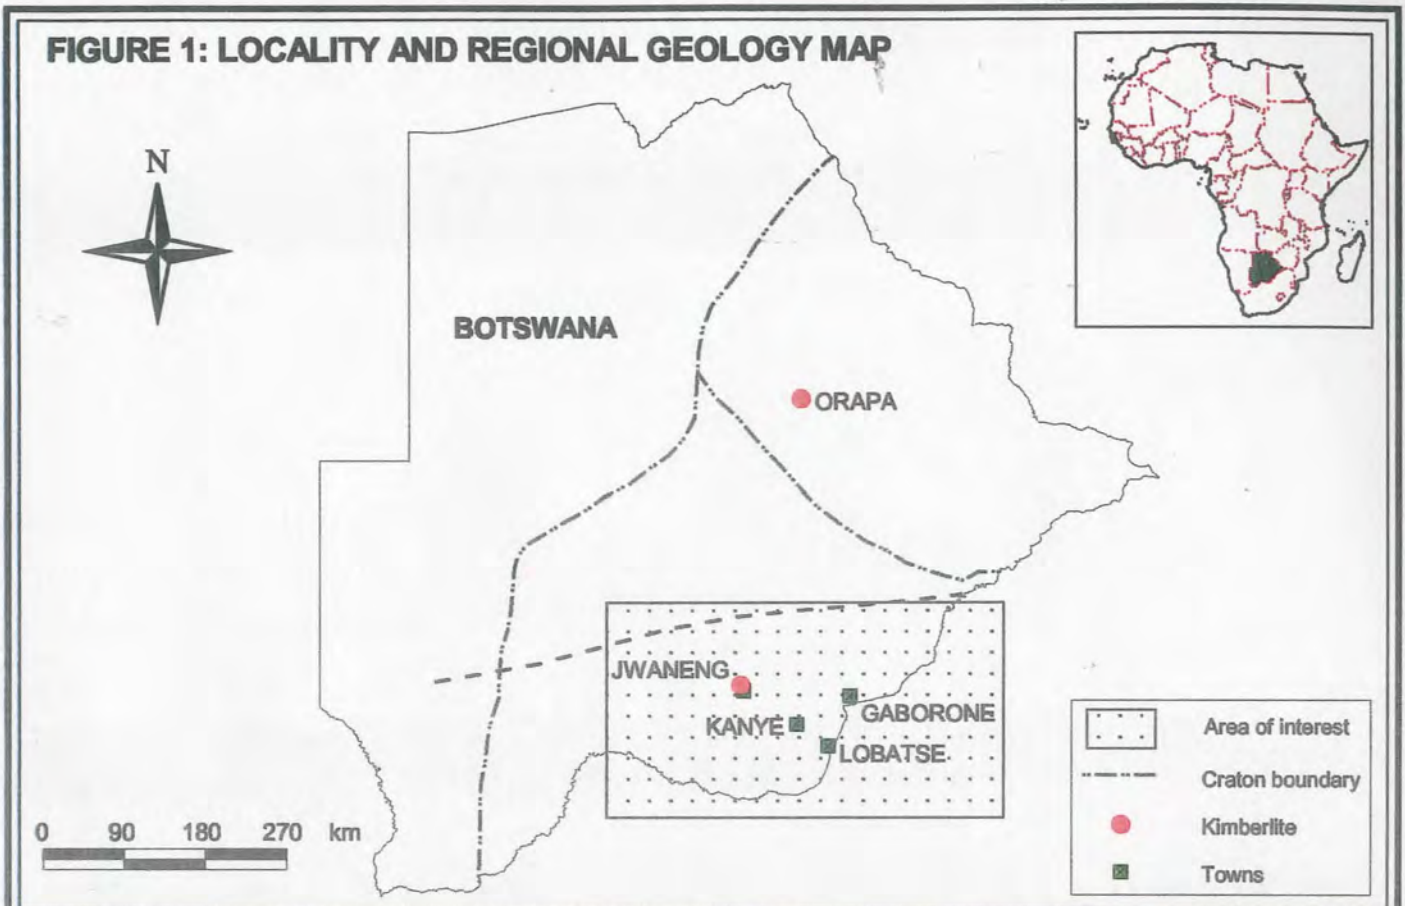 FIGURE 1: LOCALITY AND REGIONAL GEOLOGY MAP
N
BOTSWANA
ORAPA
JWANENG
KANYE
GABORONE
LOBATSE
0 90 180 270 km
Area of interest
Craton boundary
Kimberlite
Towns